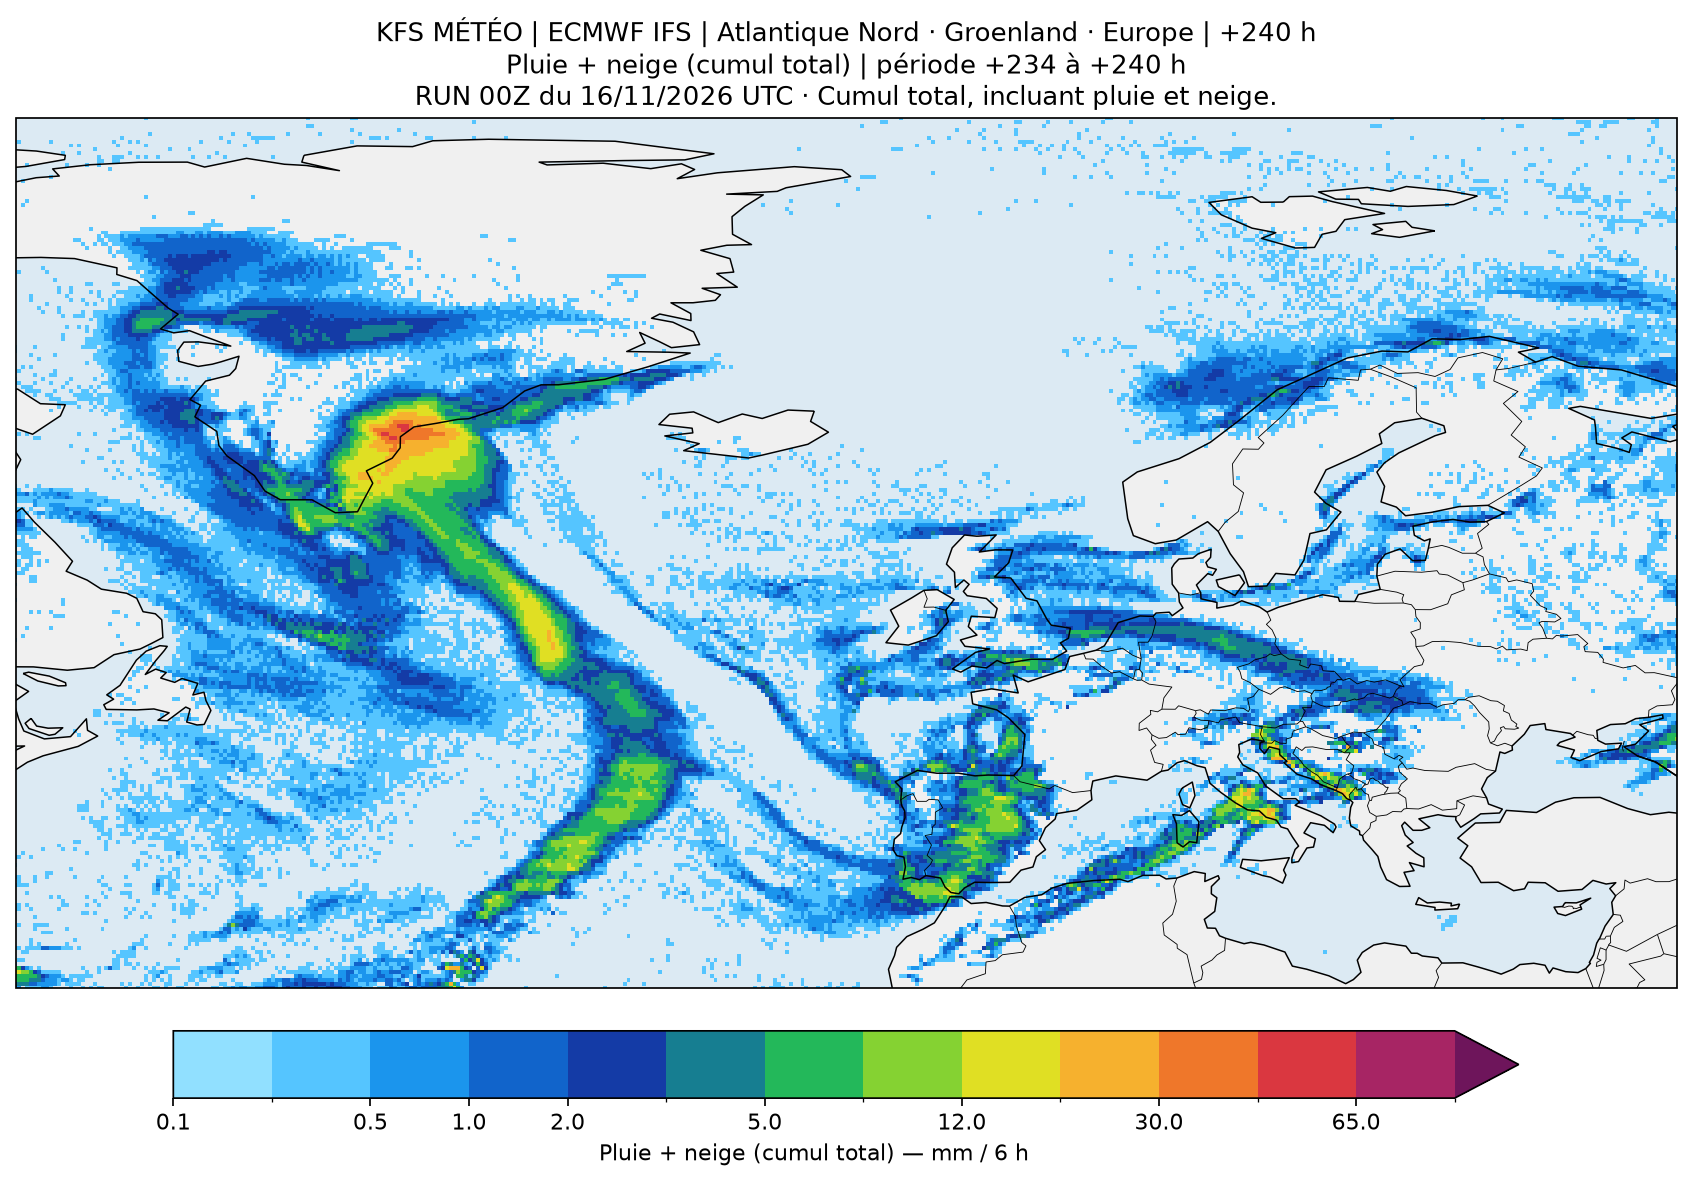 KFS MÉTÉO | ECMWF IFS | Atlantique Nord · Groenland · Europe | +240 h
Pluie + neige (cumul total) | période +234 à +240 h
RUN 00Z du 16/11/2026 UTC · Cumul total, incluant pluie et neige.
0.1 0.5 1.0 2.0 5.0 12.0 30.0 65.0
Pluie + neige (cumul total) — mm / 6 h